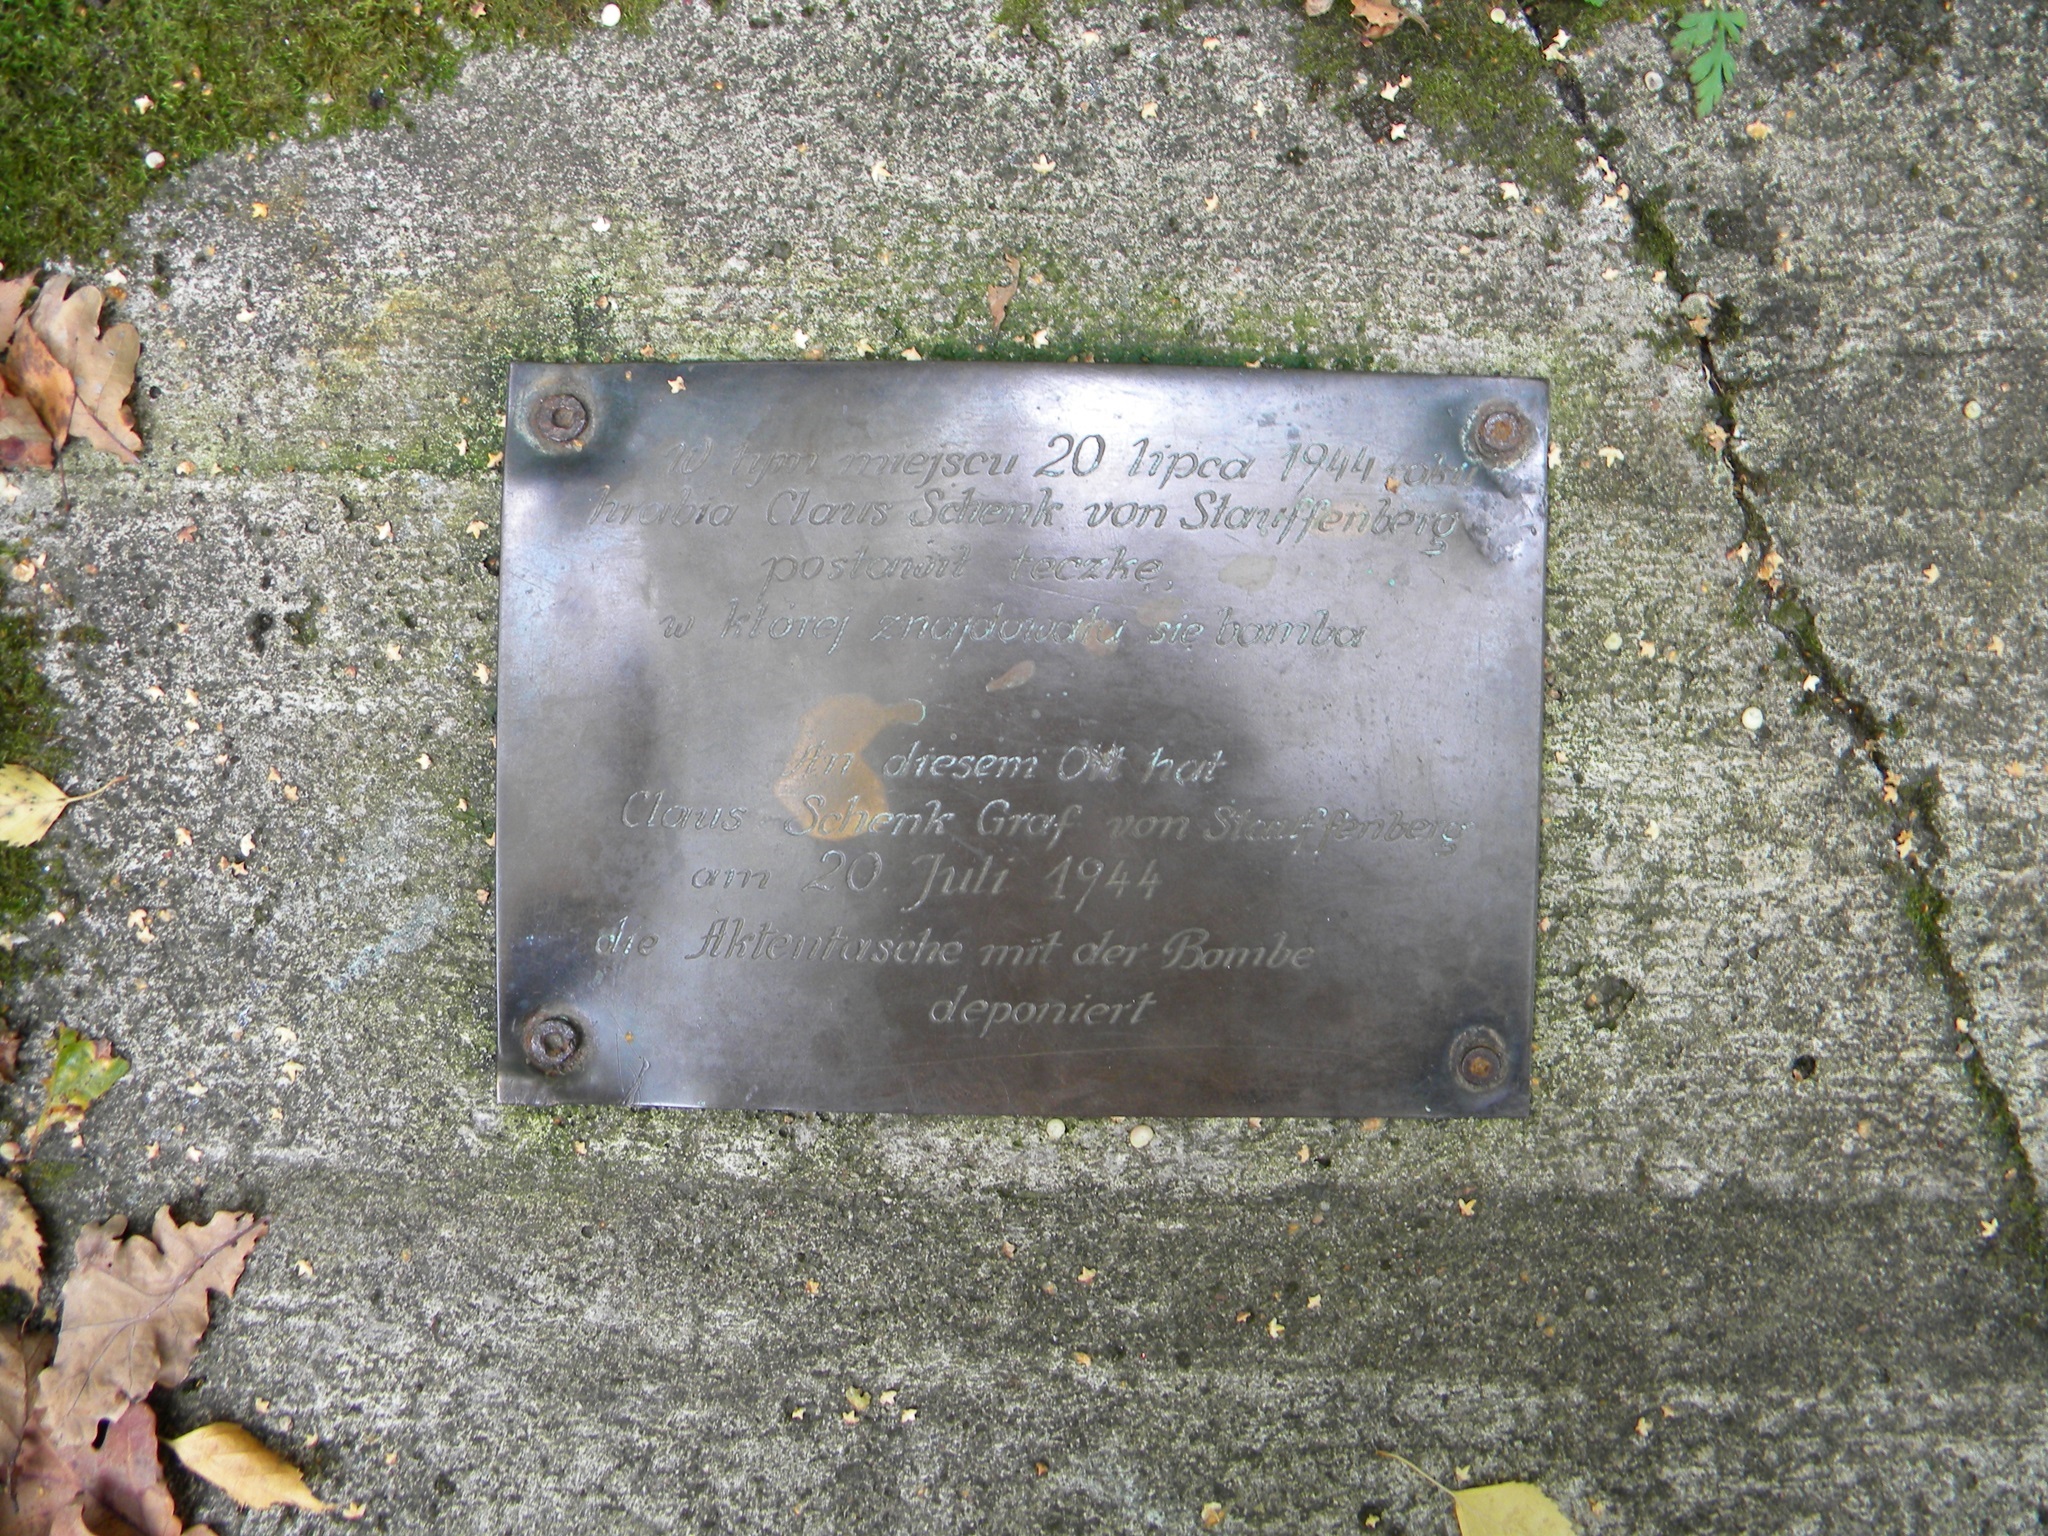 W tym miejscu 20 lipca 1944 roku
hrabia Claus Schenk von Stauffenberg
postawił teczkę,
w której znajdowała się bomba
An diesem Ort hat
Claus Schenk Graf von Stauffenberg
am 20. Juli 1944
die Aktentasche mit der Bombe
deponiert